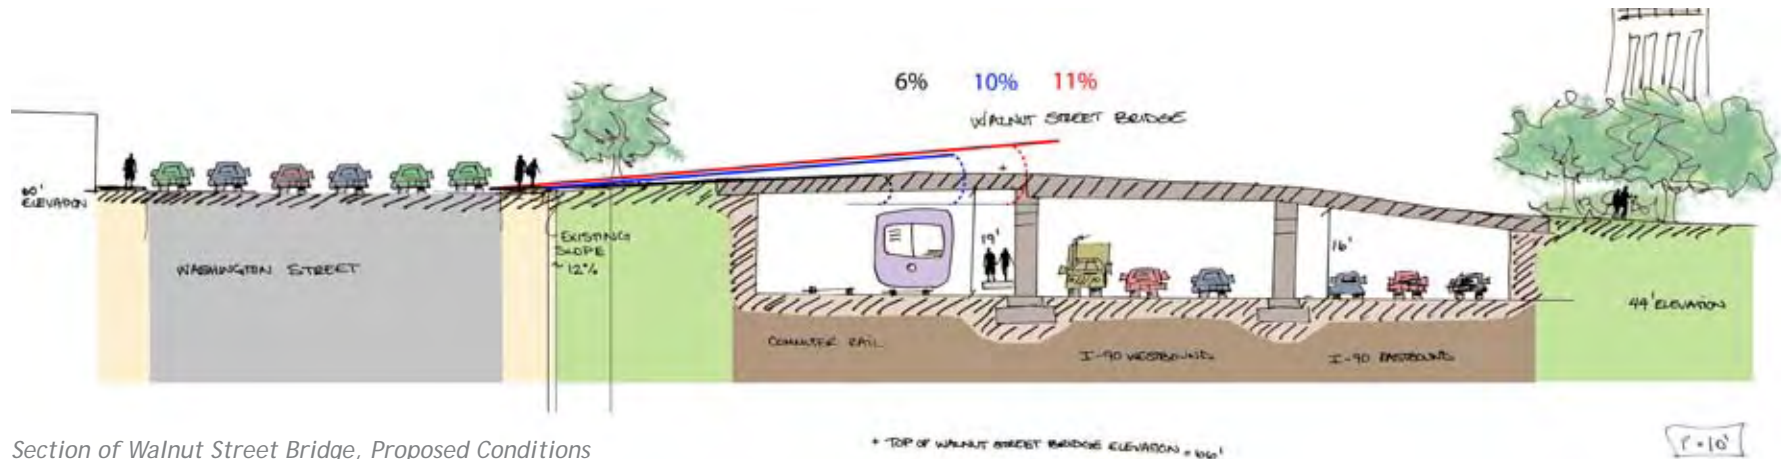 6% 10% 11%
WALNUT STREET BRIDGE
60'
ELEVATION
EXISTING
SLOPE
~ 12%
WASHINGTON STREET
19'
16'
44' ELEVATION
COMMUTER RAIL
I-90 WESTBOUND
I-90 EASTBOUND
+ TOP OF WALNUT STREET BRIDGE ELEVATION = 66'
1" = 10'
Section of Walnut Street Bridge, Proposed Conditions